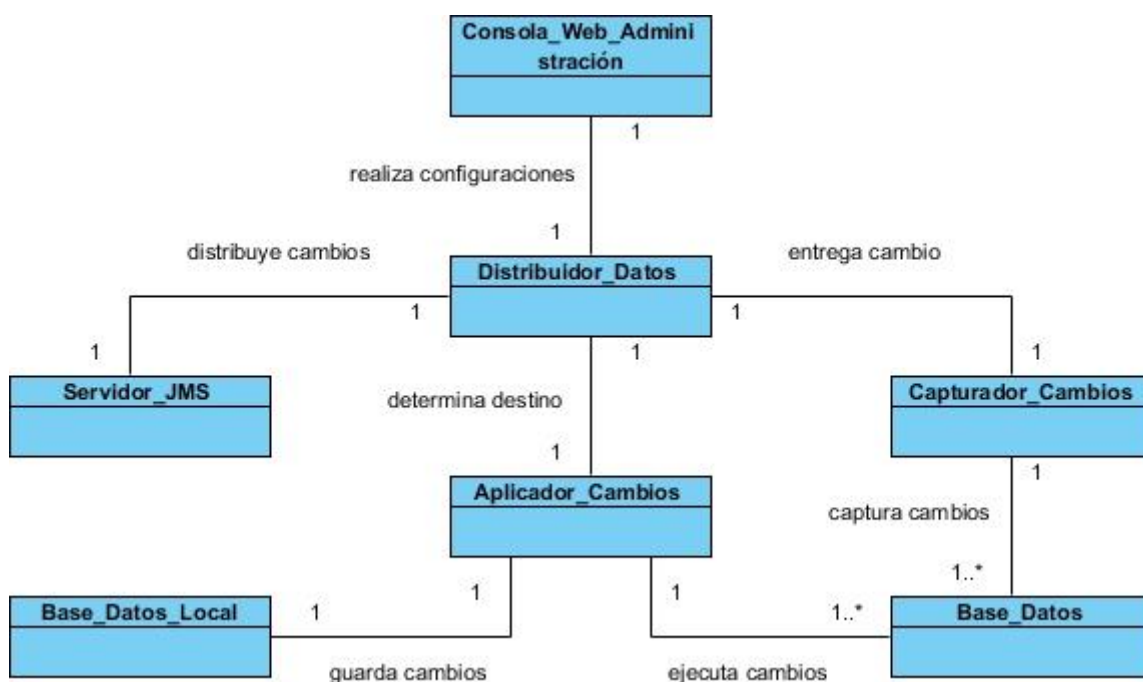 Consola_Web_Admini
stración
1
realiza configuraciones
1
distribuye cambios
entrega cambio
Distribuidor_Datos
1
1
1
1
1
Servidor_JMS
Capturador_Cambios
determina destino
1
1
Aplicador_Cambios
captura cambios
1..*
1
1
1
1..*
Base_Datos_Local
Base_Datos
guarda cambios
ejecuta cambios